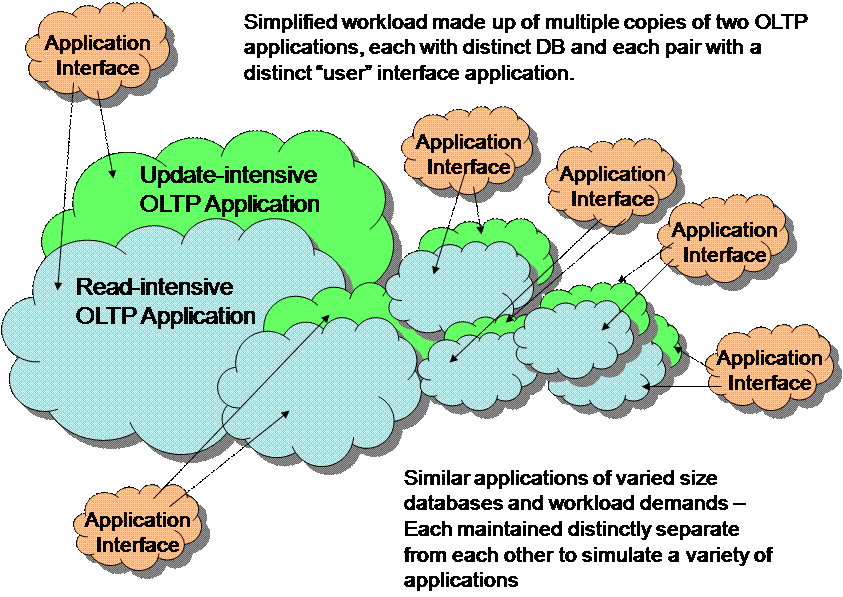 Simplified workload made up of multiple copies of two OLTP
applications, each with distinct DB and each pair with a
distinct “user” interface application.
Application
Interface
Application
Interface
Application
Interface
Update-intensive
OLTP Application
Application
Interface
Read-intensive
OLTP Application
Application
Interface
Application
Interface
Similar applications of varied size
databases and workload demands –
Each maintained distinctly separate
from each other to simulate a variety of
applications